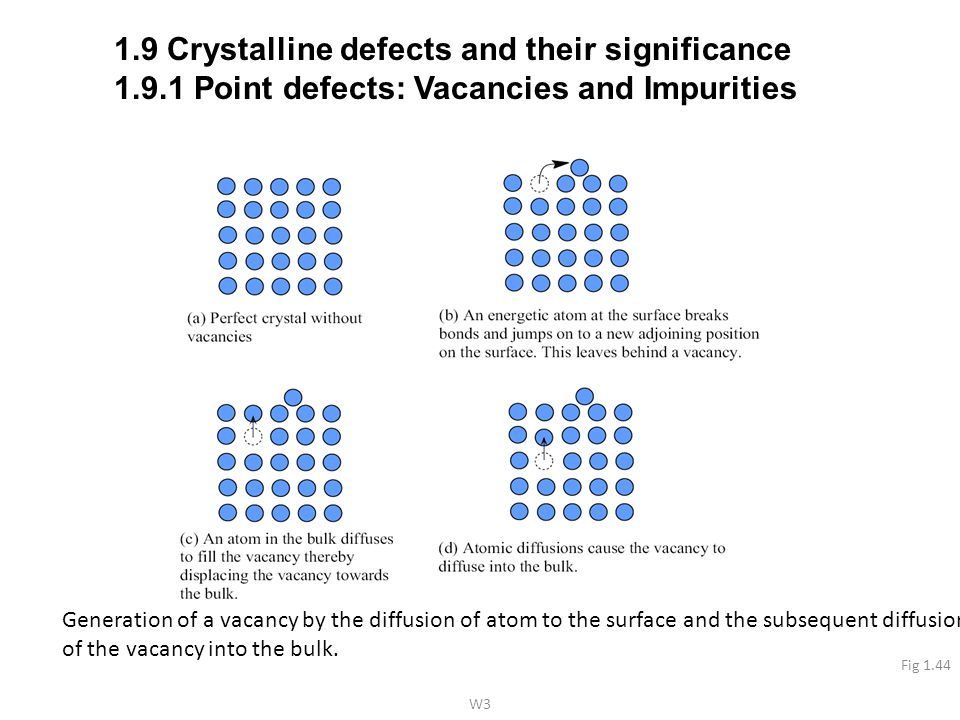 1.9 Crystalline defects and their significance
1.9.1 Point defects: Vacancies and Impurities
(a) Perfect crystal without
vacancies
(b) An energetic atom at the surface breaks
bonds and jumps on to a new adjoining position
on the surface. This leaves behind a vacancy.
(c) An atom in the bulk diffuses
to fill the vacancy thereby
displacing the vacancy towards
the bulk.
(d) Atomic diffusions cause the vacancy to
diffuse into the bulk.
Generation of a vacancy by the diffusion of atom to the surface and the subsequent diffusion
of the vacancy into the bulk.
Fig 1.44
W3